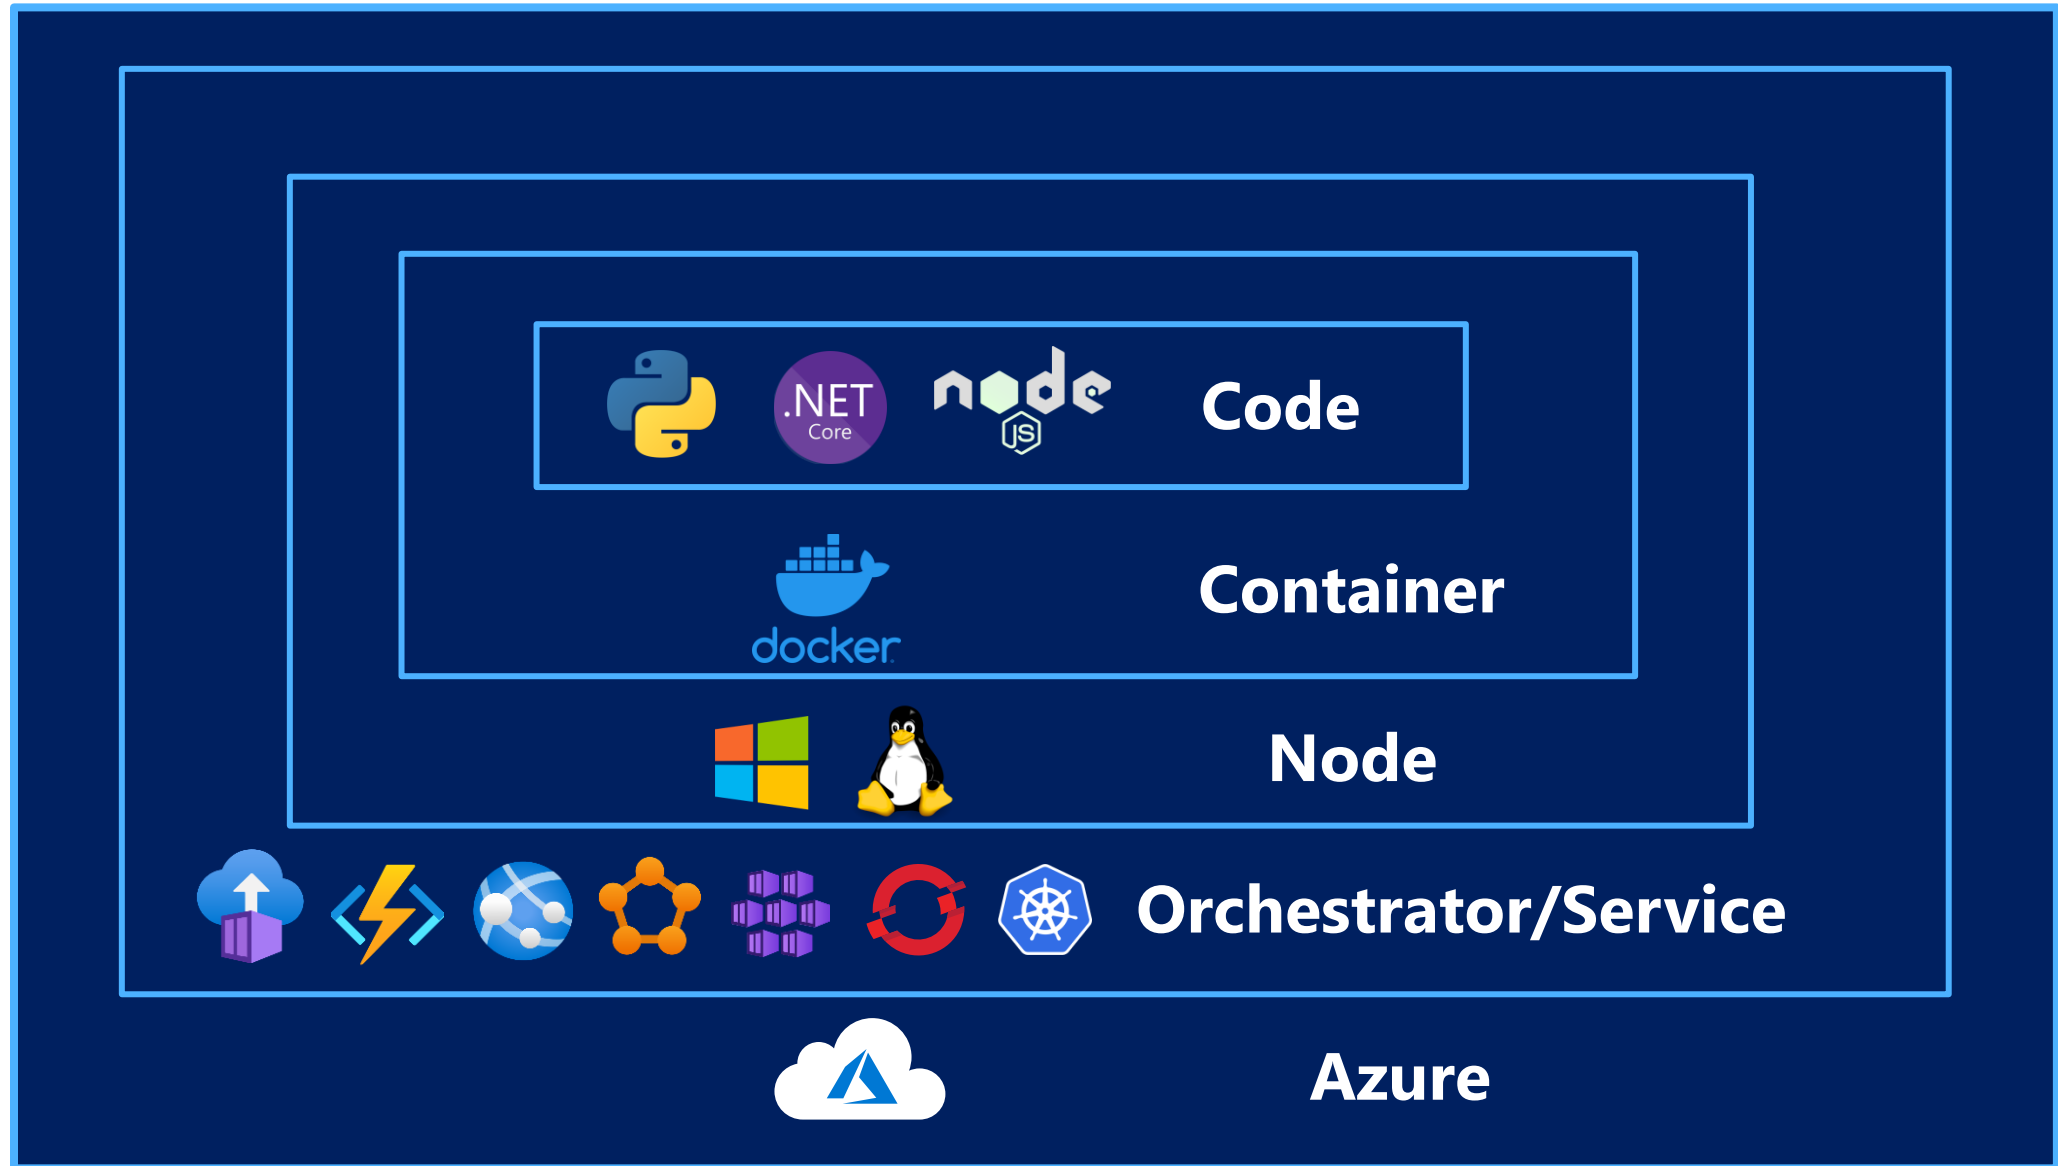 .NET
Core
node
JS
Code
docker
Container
Node
Orchestrator/Service
Azure